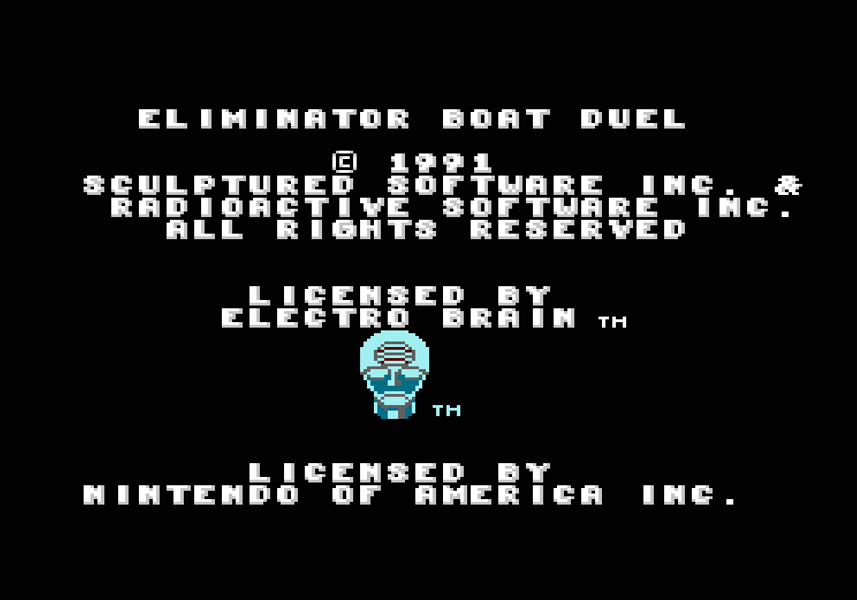 ELIMINATOR BOAT DUEL
© 1991
SCULPTURED SOFTWARE INC. &
RADIOACTIVE SOFTWARE INC.
ALL RIGHTS RESERVED
LICENSED BY
ELECTRO BRAIN TM
TM
LICENSED BY
NINTENDO OF AMERICA INC.